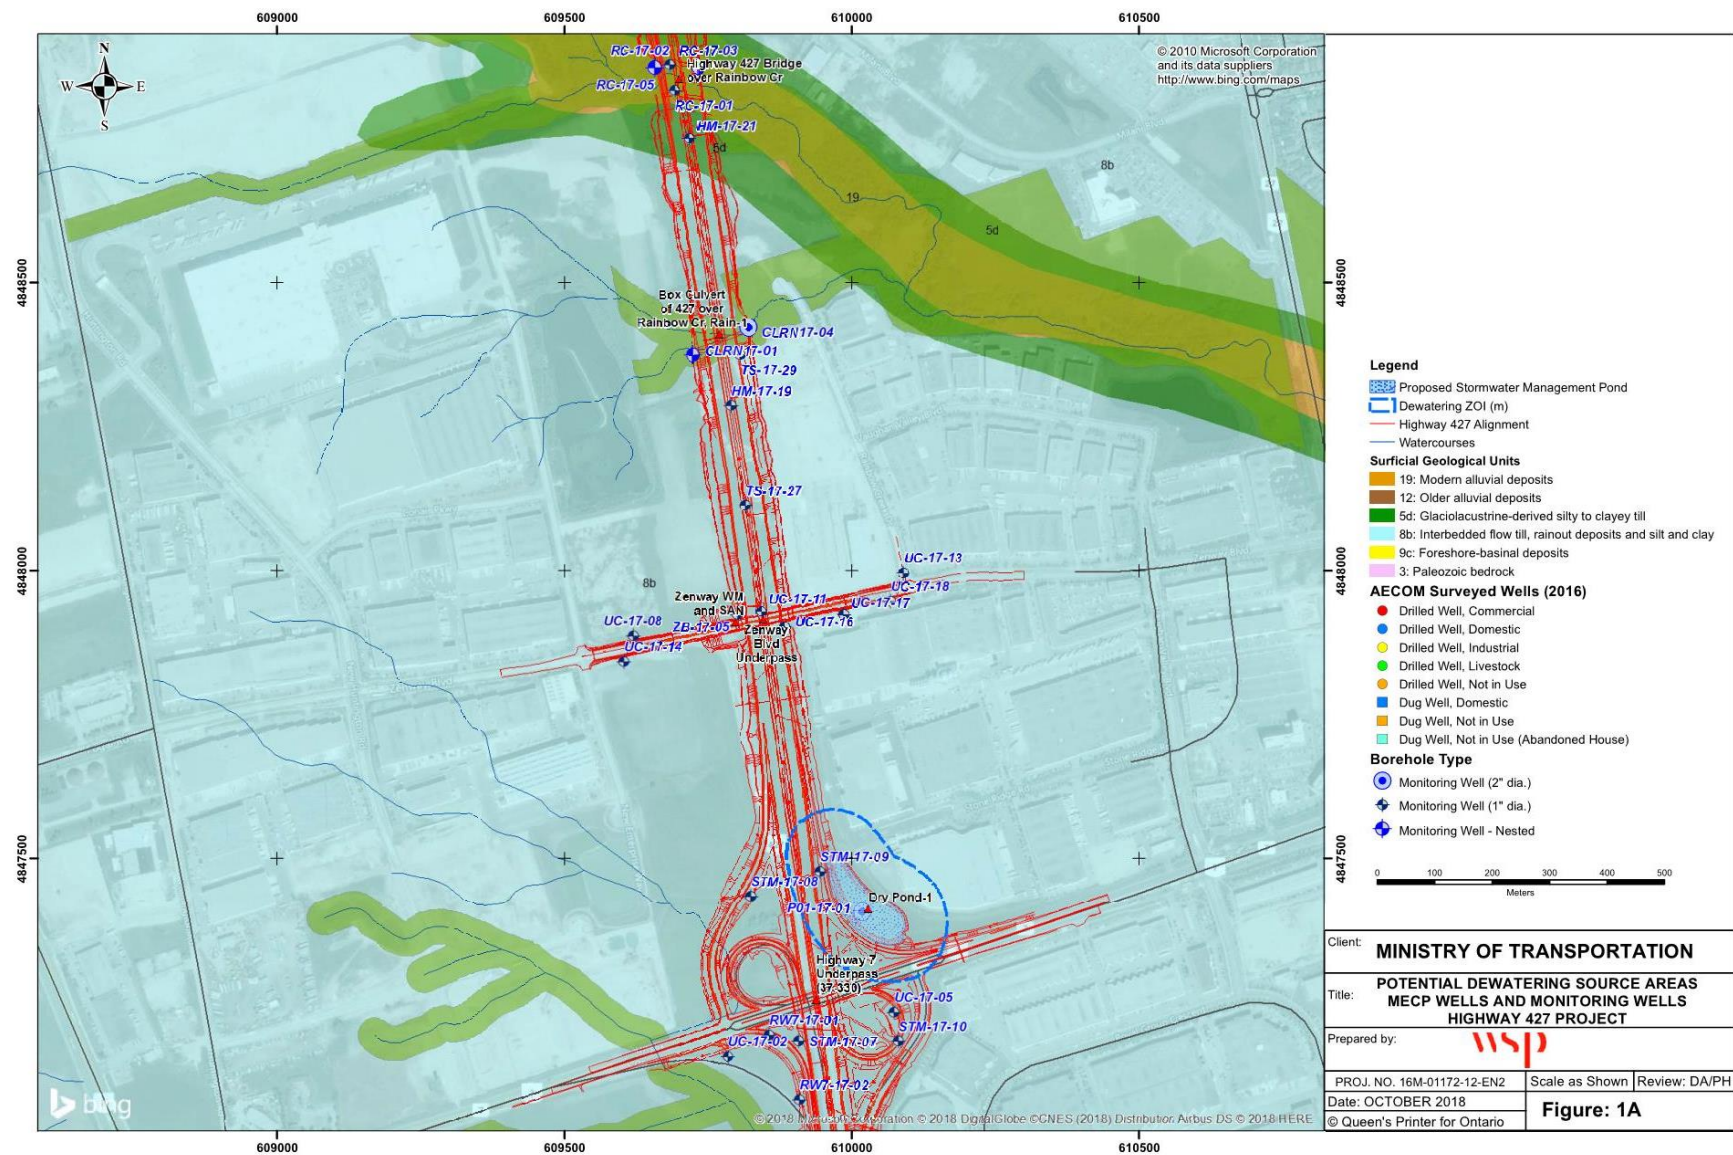 609000
609500
610000
610500
N
W
E
S
© 2010 Microsoft Corporation
and its data suppliers
http://www.bing.com/maps
RC-17-02
RC-17-03
Highway 427 Bridge
over Rainbow Cr
RC-17-05
RC-17-01
HM-17-21
5d
8b
19
5d
4848500
4848500
Box Culvert
of 427 over
Rainbow Cr, Rain-1
CLRN17-04
CLRN17-01
TS-17-29
HM-17-19
TS-17-27
UC-17-13
4848000
4848000
8b
UC-17-18
Zenway WM
and SAN
UC-17-11
UC-17-17
UC-17-08
ZB-17-05
UC-17-16
Zenway
Blvd
Underpass
UC-17-14
4847500
4847500
STM-17-09
STM-17-08
Dry Pond-1
P01-17-01
Highway 7
Underpass
(37-330)
UC-17-05
RW7-17-01
STM-17-10
UC-17-02
STM-17-07
RW7-17-02
bing
© 2018 Microsoft Corporation © 2018 DigitalGlobe ©CNES (2018) Distribution Airbus DS © 2018 HERE
609000
609500
610000
610500
Legend
Proposed Stormwater Management Pond
Dewatering ZOI (m)
Highway 427 Alignment
Watercourses
Surficial Geological Units
19: Modern alluvial deposits
12: Older alluvial deposits
5d: Glaciolacustrine-derived silty to clayey till
8b: Interbedded flow till, rainout deposits and silt and clay
9c: Foreshore-basinal deposits
3: Paleozoic bedrock
AECOM Surveyed Wells (2016)
Drilled Well, Commercial
Drilled Well, Domestic
Drilled Well, Industrial
Drilled Well, Livestock
Drilled Well, Not in Use
Dug Well, Domestic
Dug Well, Not in Use
Dug Well, Not in Use (Abandoned House)
Borehole Type
Monitoring Well (2" dia.)
Monitoring Well (1" dia.)
Monitoring Well - Nested
0 100 200 300 400 500
Meters
Client: MINISTRY OF TRANSPORTATION
Title: POTENTIAL DEWATERING SOURCE AREAS
MECP WELLS AND MONITORING WELLS
HIGHWAY 427 PROJECT
Prepared by: wsp
PROJ. NO. 16M-01172-12-EN2
Scale as Shown
Review: DA/PH
Date: OCTOBER 2018
Figure: 1A
© Queen's Printer for Ontario